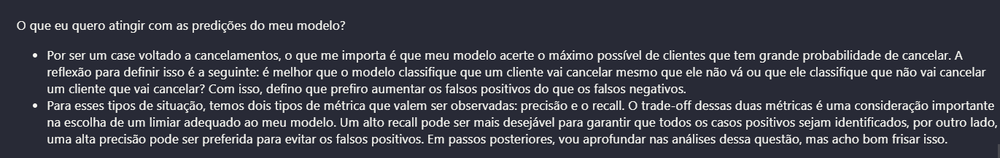 O que eu quero atingir com as predições do meu modelo?
• Por ser um case voltado a cancelamentos, o que me importa é que meu modelo acerte o máximo possível de clientes que tem grande probabilidade de cancelar. A
reflexão para definir isso é a seguinte: é melhor que o modelo classifique que um cliente vai cancelar mesmo que ele não vá ou que ele classifique que não vai cancelar
um cliente que vai cancelar? Com isso, defino que prefiro aumentar os falsos positivos do que os falsos negativos.
• Para esses tipos de situação, temos dois tipos de métrica que valem ser observadas: precisão e o recall. O trade-off dessas duas métricas é uma consideração importante
na escolha de um limiar adequado ao meu modelo. Um alto recall pode ser mais desejável para garantir que todos os casos positivos sejam identificados, por outro lado,
uma alta precisão pode ser preferida para evitar os falsos positivos. Em passos posteriores, vou aprofundar nas análises dessa questão, mas acho bom frisar isso.